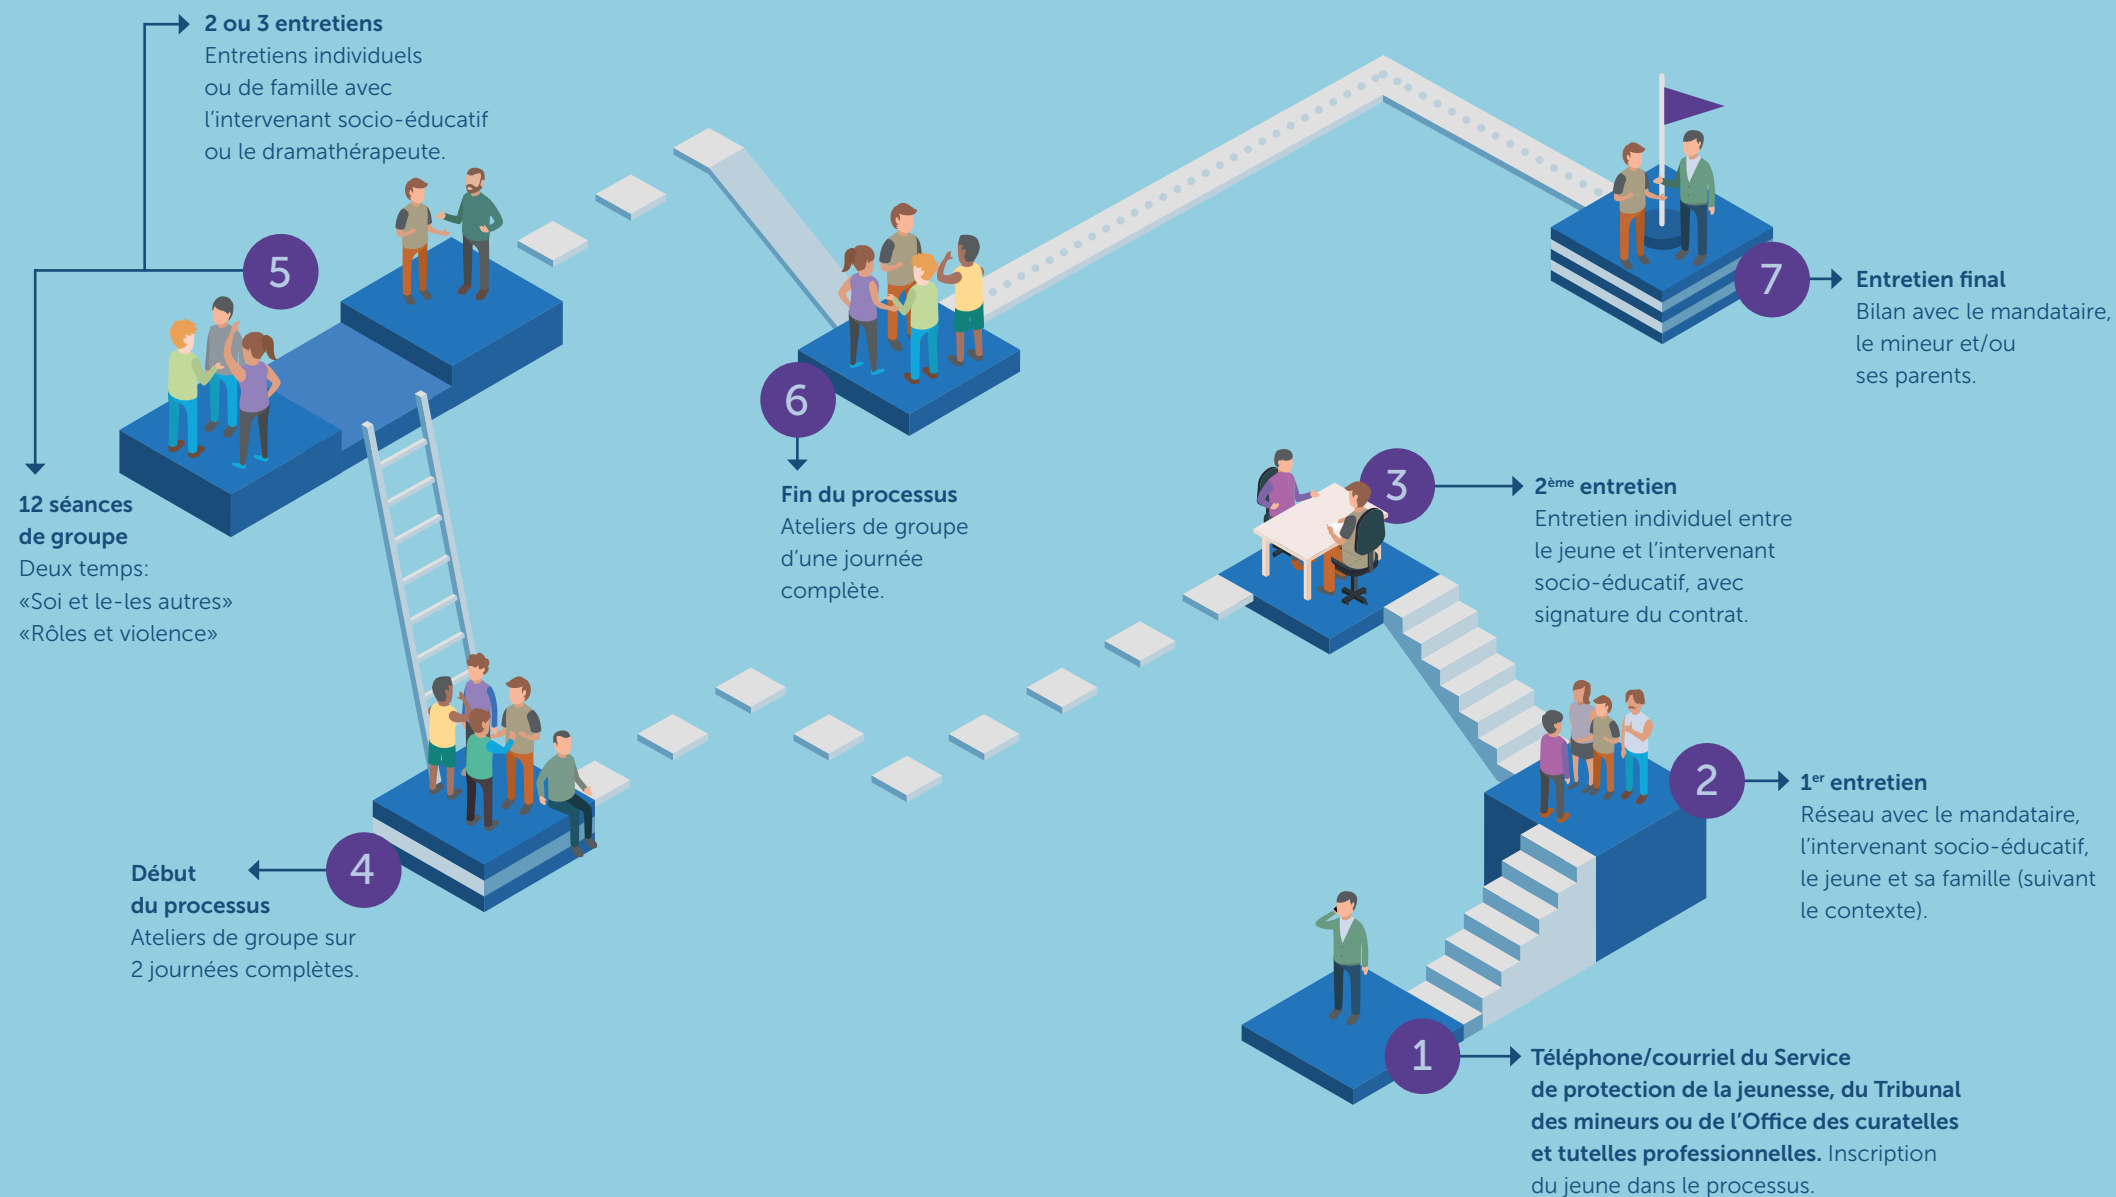 2 ou 3 entretiens
Entretiens individuels
ou de famille avec
l'intervenant socio-éducatif
ou le dramathérapeute.
5
12 séances
de groupe
Deux temps:
«Soi et le-les autres»
«Rôles et violence»
6
Fin du processus
Ateliers de groupe
d'une journée
complète.
7
Entretien final
Bilan avec le mandataire,
le mineur et/ou
ses parents.
3
2ème entretien
Entretien individuel entre
le jeune et l'intervenant
socio-éducatif, avec
signature du contrat.
2
1er entretien
Réseau avec le mandataire,
l'intervenant socio-éducatif,
le jeune et sa famille (suivant
le contexte).
4
Début
du processus
Ateliers de groupe sur
2 journées complètes.
1
Téléphone/courriel du Service
de protection de la jeunesse, du Tribunal
des mineurs ou de l'Office des curatelles
et tutelles professionnelles. Inscription
du jeune dans le processus.